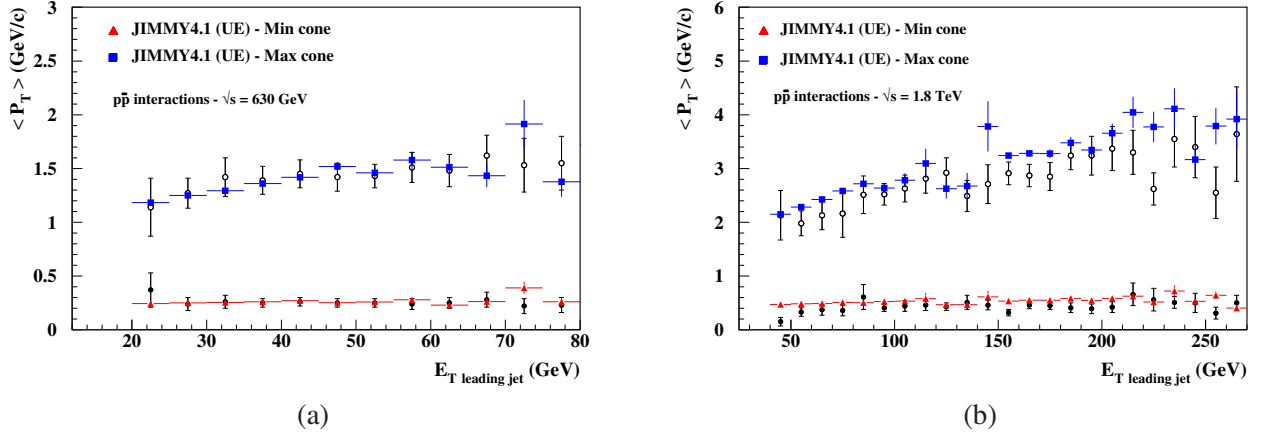 3
2.5
2
1.5
1
0.5
0
< P_T > (GeV/c)
JIMMY4.1 (UE) - Min cone
JIMMY4.1 (UE) - Max cone
pp̄ interactions - √s = 630 GeV
20 30 40 50 60 70 80
E_T leading jet (GeV)
(a)
6
5
4
3
2
1
0
< P_T > (GeV/c)
JIMMY4.1 (UE) - Min cone
JIMMY4.1 (UE) - Max cone
pp̄ interactions - √s = 1.8 TeV
50 100 150 200 250
E_T leading jet (GeV)
(b)